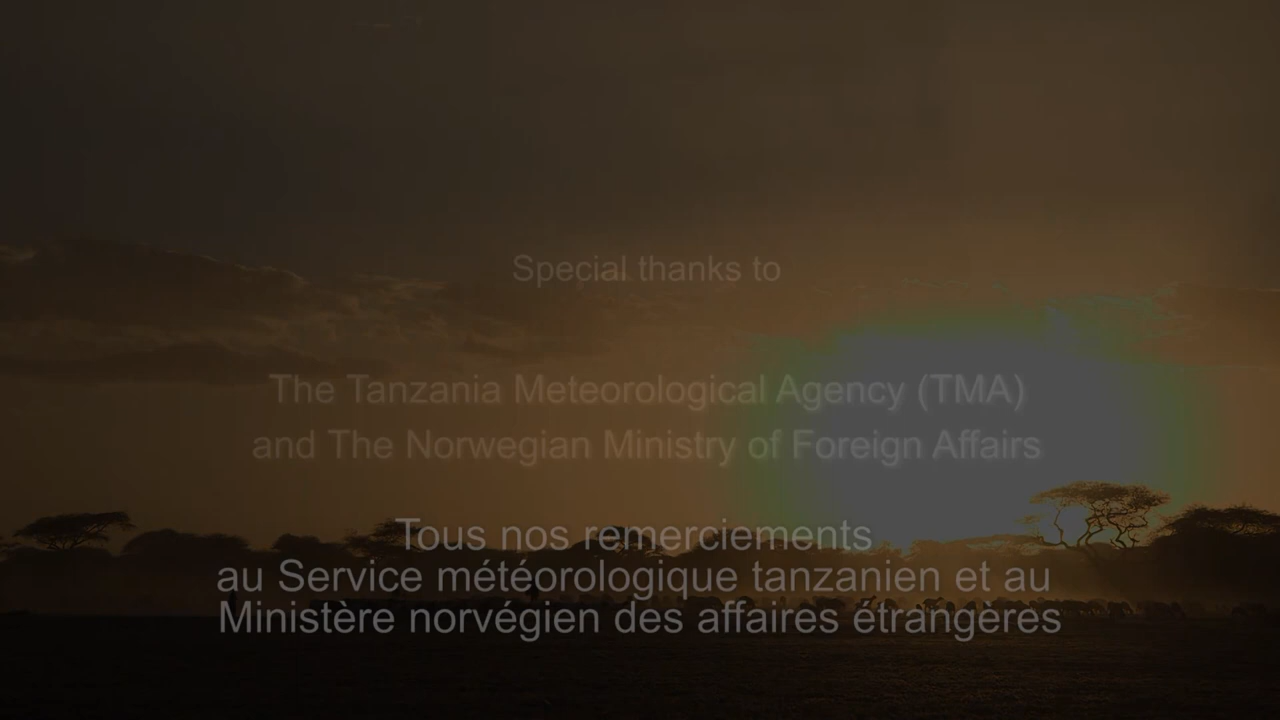 Special thanks to
The Tanzania Meteorological Agency (TMA)
and The Norwegian Ministry of Foreign Affairs
Tous nos remerciements
au Service météorologique tanzanien et au
Ministère norvégien des affaires étrangères